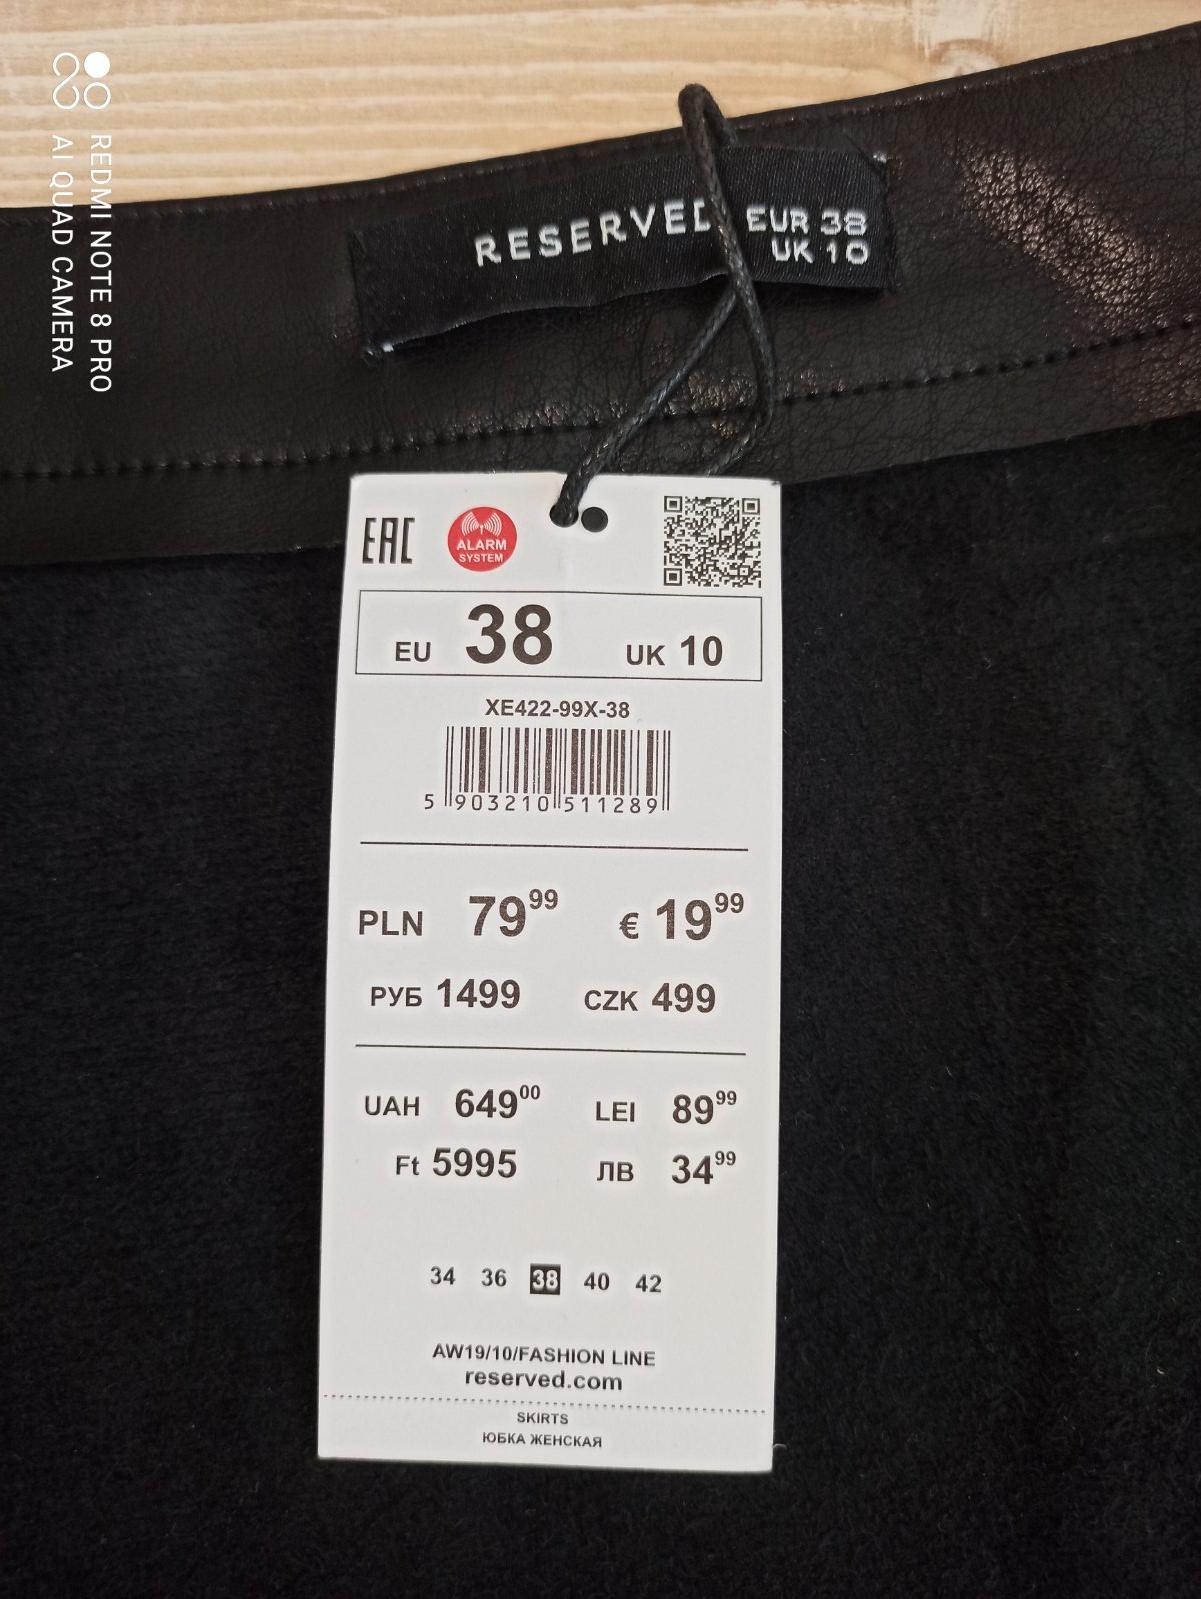 REDMI NOTE 8 PRO
AI QUAD CAMERA
RESERVED EUR 38
UK 10
EAC
ALARM
SYSTEM
EU 38 UK 10
XE422-99X-38
5 903210 511289
PLN 79⁹⁹ € 19⁹⁹
РУБ 1499 CZK 499
UAH 649⁰⁰ LEI 89⁹⁹
Ft 5995 ЛВ 34⁹⁹
34 36 38 40 42
AW19/10/FASHION LINE
reserved.com
SKIRTS
ЮБКА ЖЕНСКАЯ